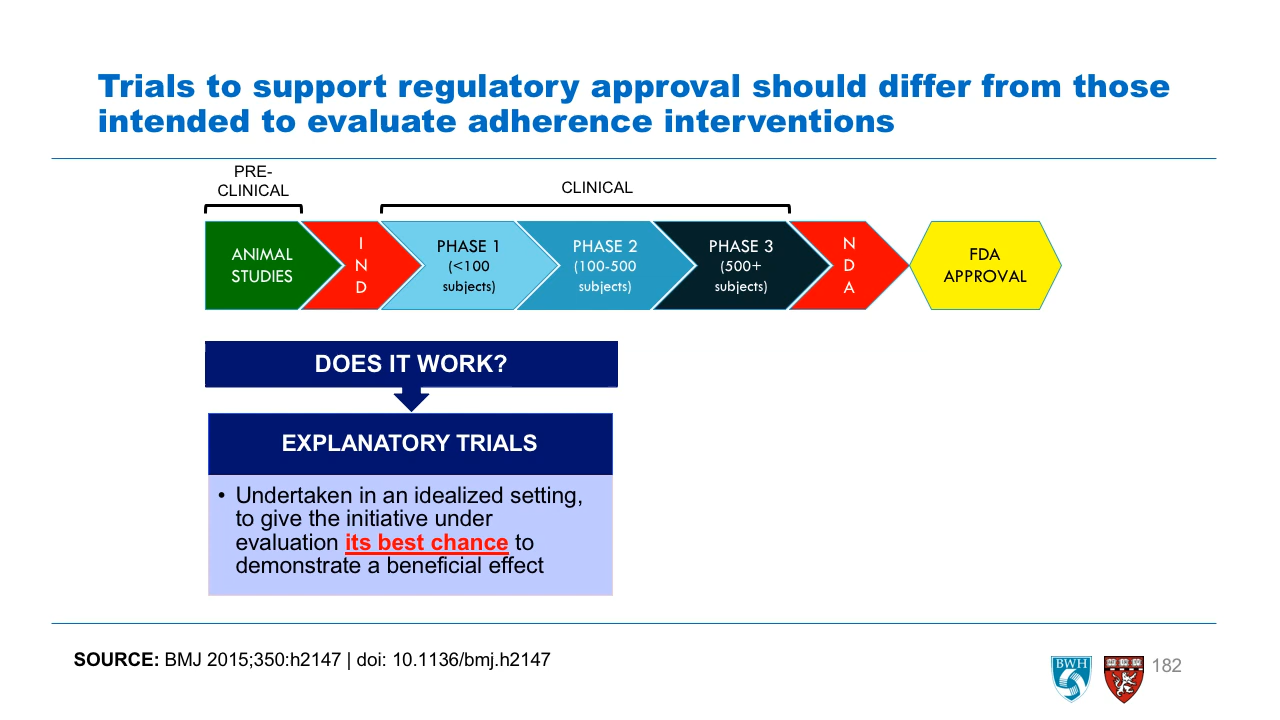 Trials to support regulatory approval should differ from those
intended to evaluate adherence interventions
PRE-
CLINICAL
CLINICAL
ANIMAL
STUDIES
I
N
D
PHASE 1
(<100
subjects)
PHASE 2
(100-500
subjects)
PHASE 3
(500+
subjects)
N
D
A
FDA
APPROVAL
DOES IT WORK?
EXPLANATORY TRIALS
• Undertaken in an idealized setting,
to give the initiative under
evaluation its best chance to
demonstrate a beneficial effect
SOURCE: BMJ 2015;350:h2147 | doi: 10.1136/bmj.h2147
BWH
182